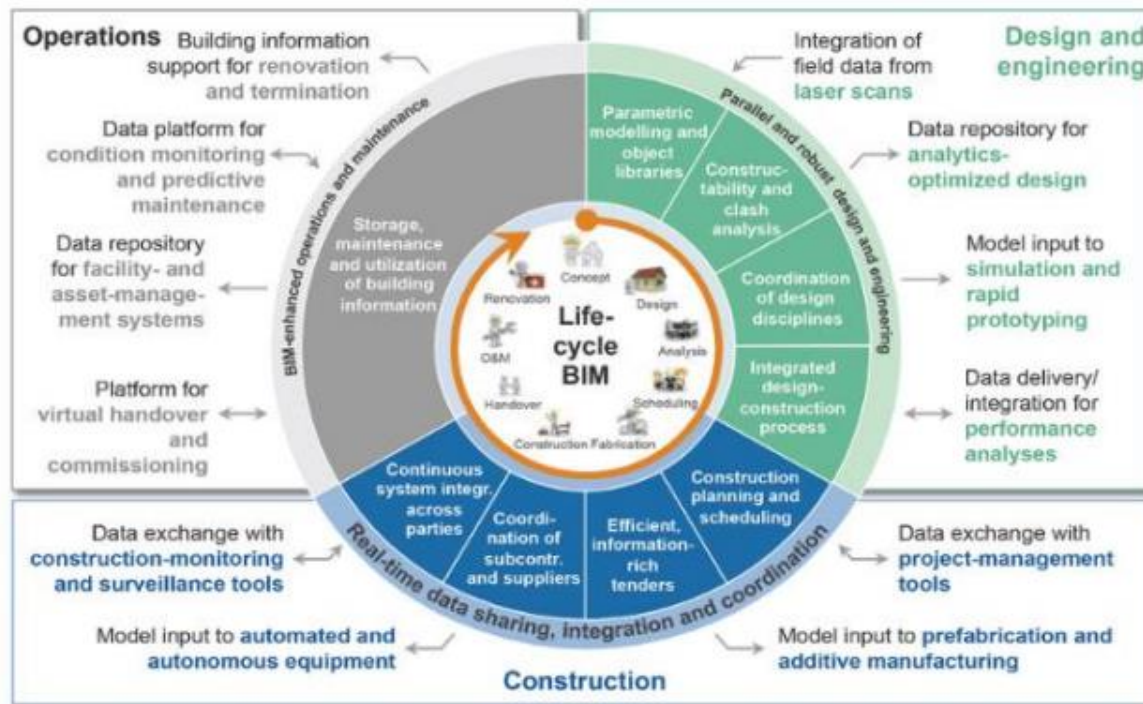 Operations
Building information
support for renovation
and termination
Data platform for
condition monitoring
and predictive
maintenance
Data repository
for facility- and
asset-manage-
ment systems
Platform for
virtual handover
and
commissioning
BIM-enhanced operations and maintenance
Storage,
maintenance
and utilization
of building
information
Design and
engineering
Integration of
field data from
laser scans
Data repository for
analytics-
optimized design
Model input to
simulation and
rapid
prototyping
Data delivery/
integration for
performance
analyses
Parallel and robust design and engineering
Parametric
modelling and
object
libraries
Construc-
tability and
clash
analysis
Coordination
of design
disciplines
Integrated
design-
construction
process
Life-
cycle
BIM
Concept
Design
Analysis
Scheduling
Fabrication
Construction
Handover
O&M
Renovation
Continuous
system integr.
across
parties
Coordi-
nation of
subcontr.
and suppliers
Efficient,
information-
rich
tenders
Construction
planning and
scheduling
Real-time data sharing, integration and coordination
Data exchange with
construction-monitoring
and surveillance tools
Model input to automated and
autonomous equipment
Data exchange with
project-management
tools
Model input to prefabrication and
additive manufacturing
Construction